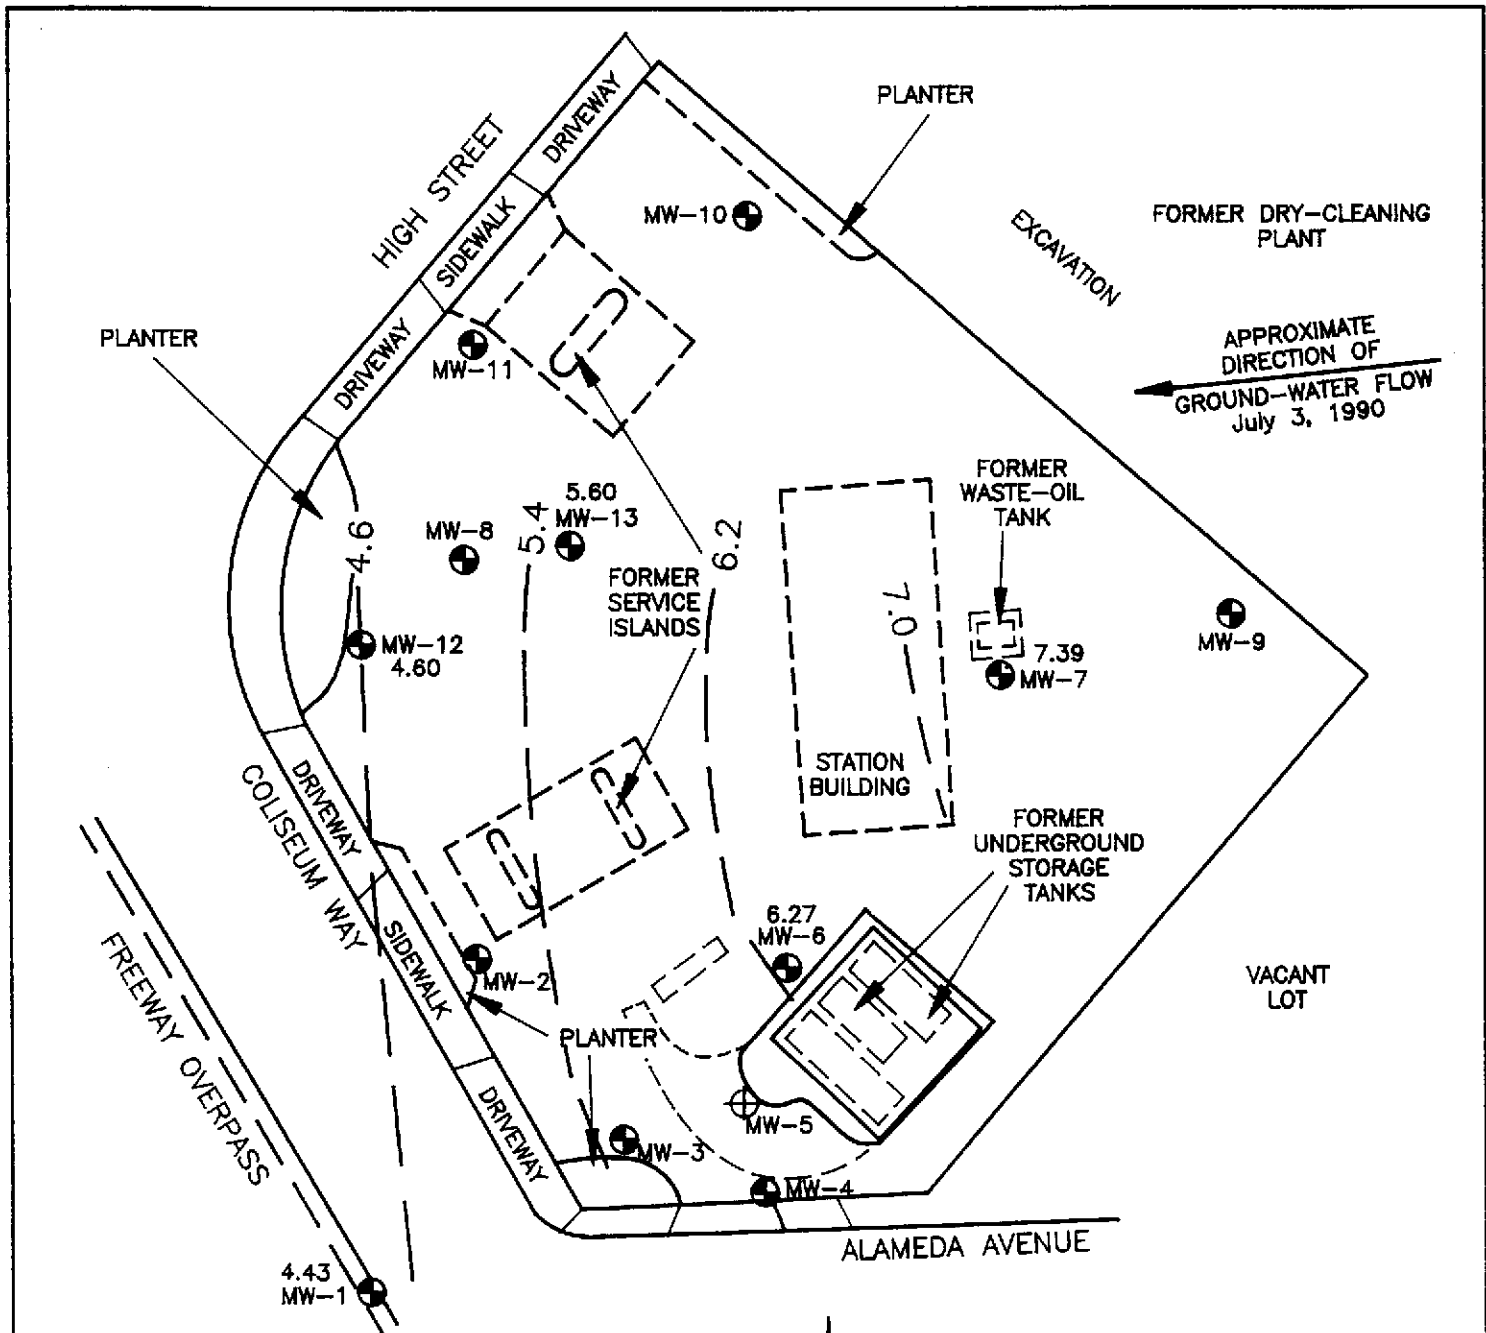 PLANTER
DRIVEWAY
HIGH STREET
SIDEWALK
MW-10
EXCAVATION
FORMER DRY-CLEANING
PLANT
PLANTER
DRIVEWAY
MW-11
APPROXIMATE
DIRECTION OF
GROUND-WATER FLOW
July 3, 1990
4.6
MW-8
5.4
5.60
MW-13
6.2
FORMER
SERVICE
ISLANDS
7.0
FORMER
WASTE-OIL
TANK
7.39
MW-7
MW-9
MW-12
4.60
STATION
BUILDING
DRIVEWAY
COLISEUM WAY
FORMER
UNDERGROUND
STORAGE
TANKS
FREEWAY OVERPASS
SIDEWALK
MW-2
6.27
MW-6
VACANT
LOT
PLANTER
DRIVEWAY
MW-5
MW-3
MW-4
ALAMEDA AVENUE
4.43
MW-1